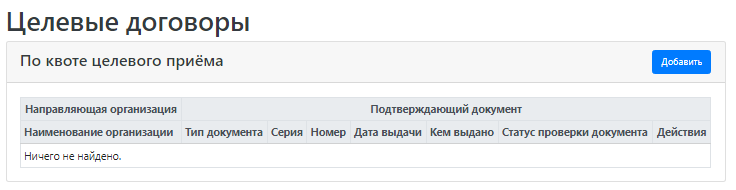 Целевые договоры
По квоте целевого приёма Добавить
Направляющая организация Подтверждающий документ
Наименование организации Тип документа Серия Номер Дата выдачи Кем выдано Статус проверки документа Действия
Ничего не найдено.